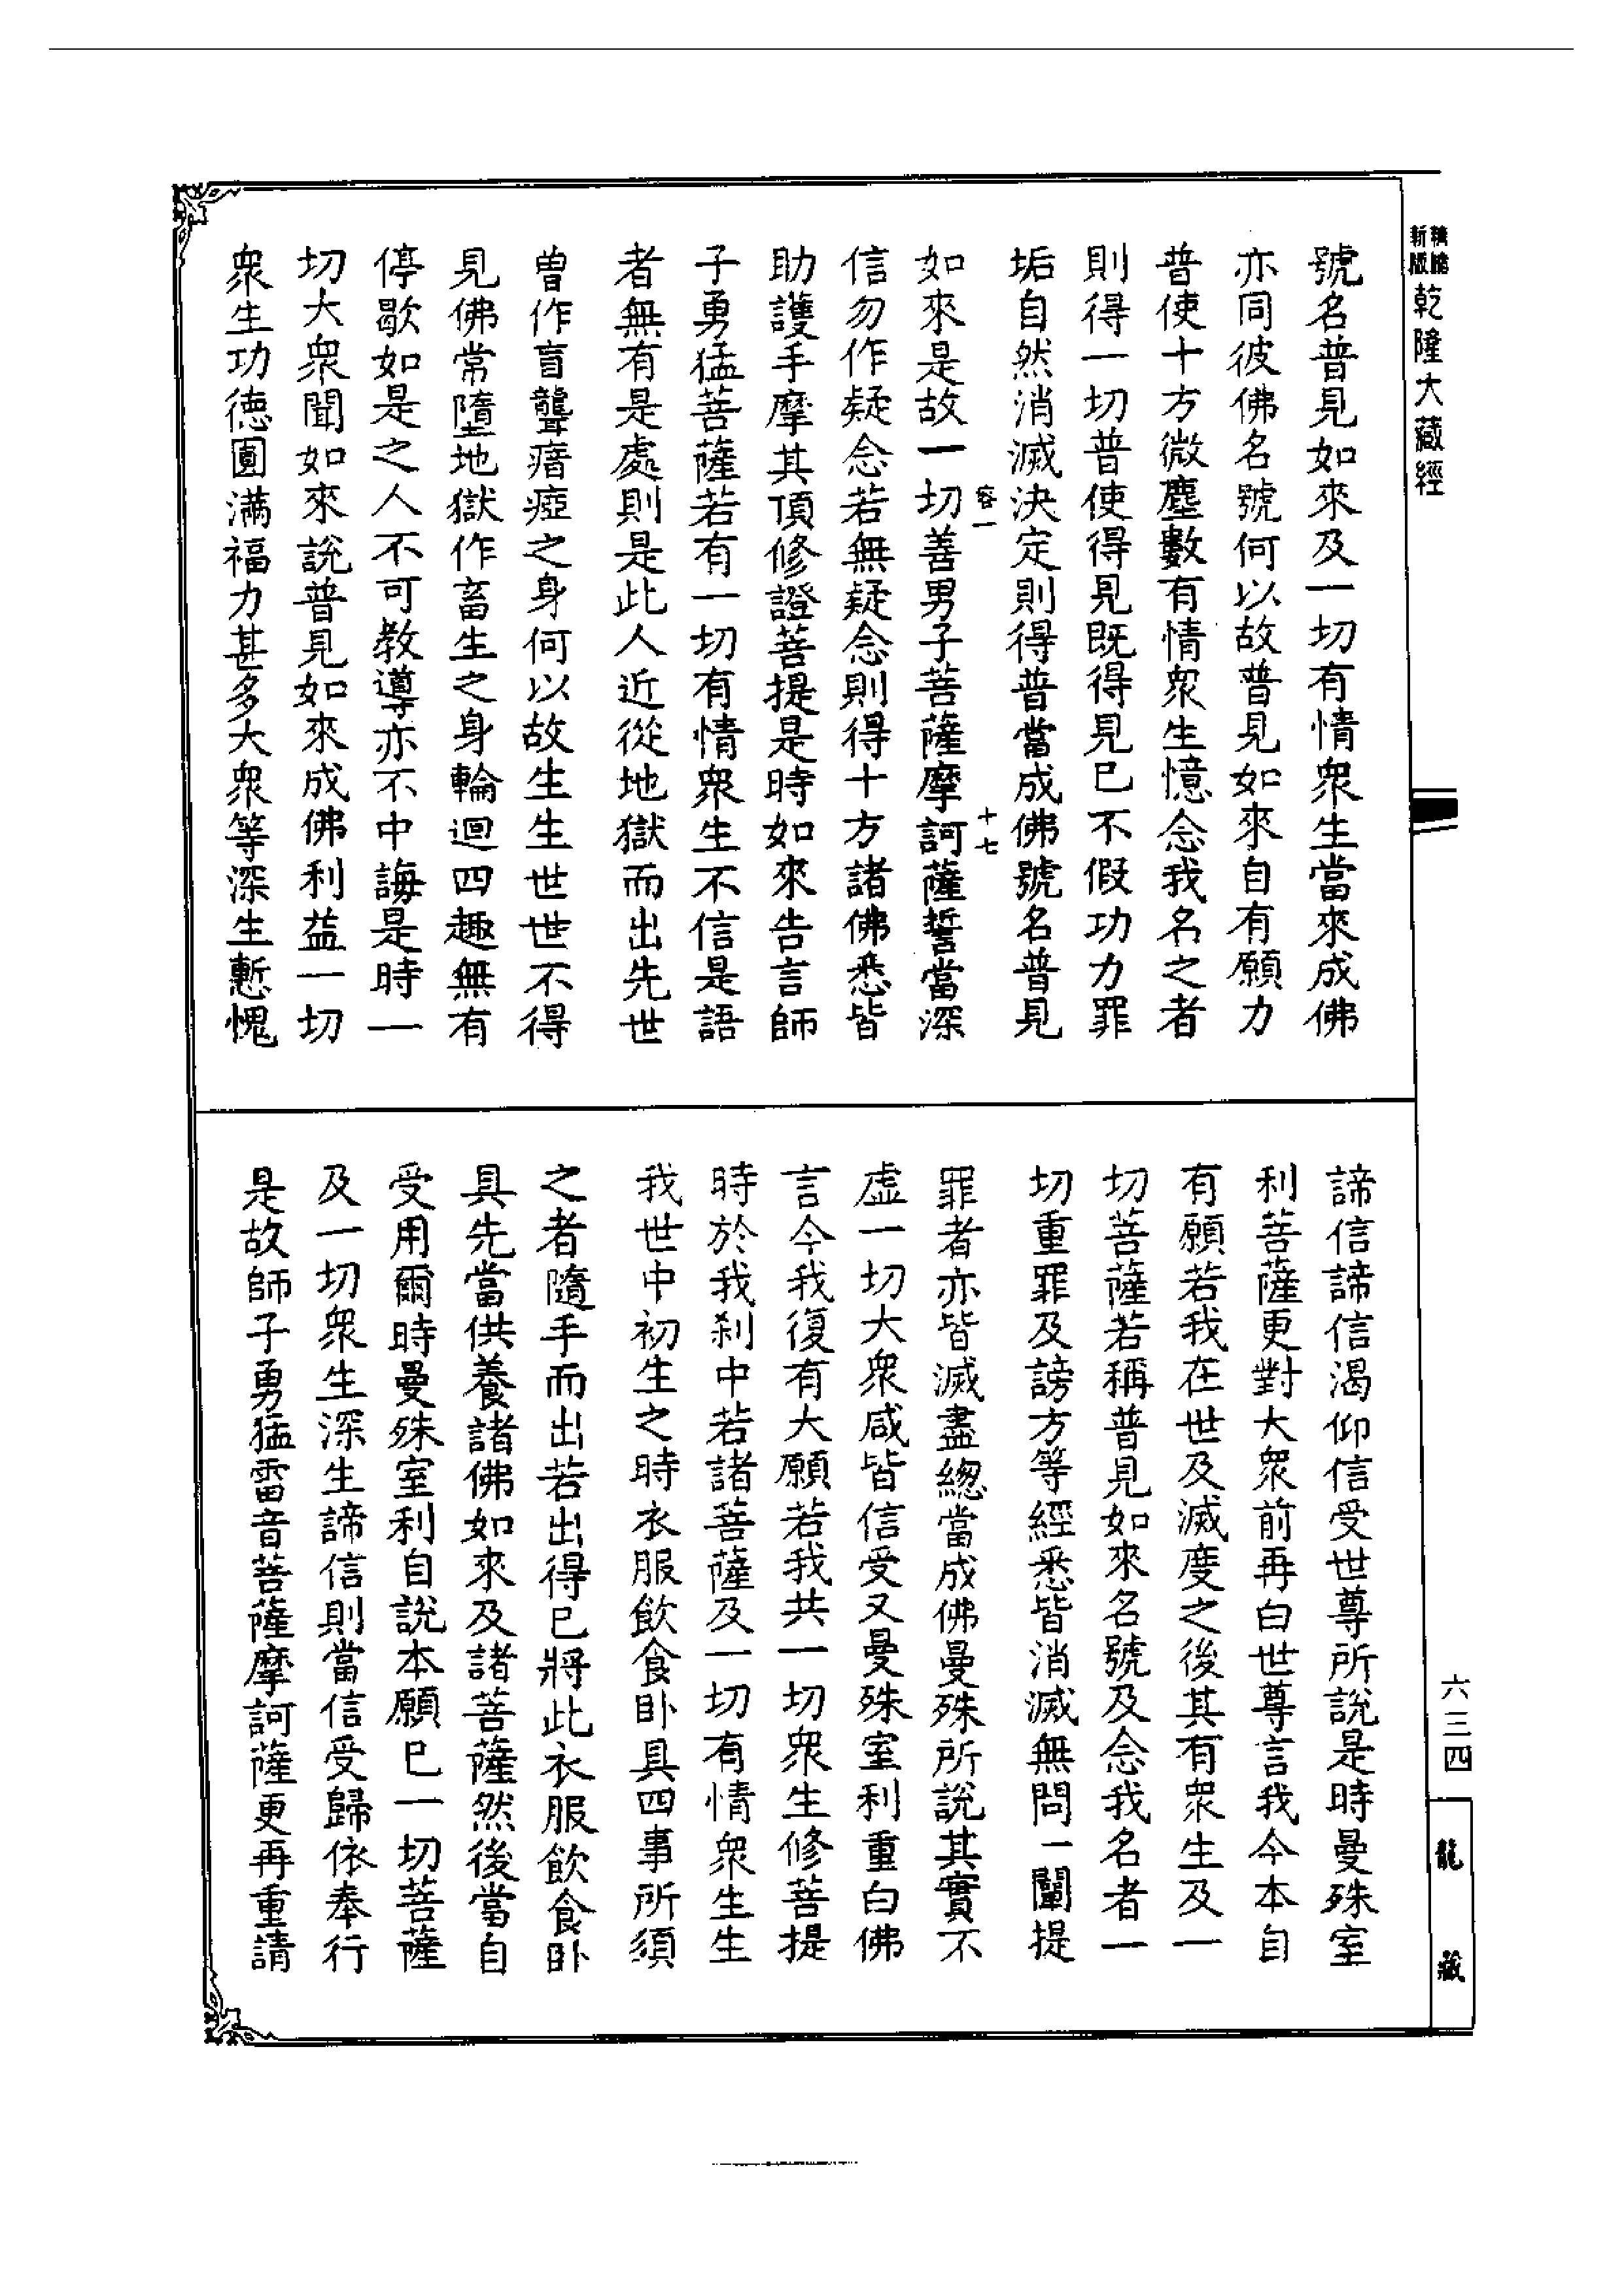 新版
乾隆大藏經
號名普見如來及一切有情衆生當來成佛
亦同彼佛名號何以故普見如來自有願力
普使十方微塵數有情衆生憶念我名之者
則得一切普使得見既得見已不假功力罪
垢自然消滅決定則得普當成佛號名普見
容一
十七
如來是故一切善男子菩薩摩訶薩誓當深
信勿作疑念若無疑念則得十方諸佛悉皆
助護手摩其頂修證菩提是時如來告言師
子勇猛菩薩若有一切有情衆生不信是語
者無有是處則是此人近從地獄而出先世
曽作盲聾瘖瘂之身何以故生生世世不得
見佛常墮地獄作畜生之身輪迴四趣無有
停歇如是之人不可教導亦不中誨是時一
切大衆聞如來說普見如來成佛利益一切
衆生功德圓滿福力甚多大衆等深生慙愧
諦信諦信渴仰信受世尊所說是時曼殊室
利菩薩更對大衆前再白世尊言我今本自
有願若我在世及滅度之後其有衆生及一
切菩薩若稱普見如來名號及念我名者一
切重罪及謗方等經悉皆消滅無問一闡提
罪者亦皆滅盡總當成佛曼殊所說其實不
虛一切大衆咸皆信受又曼殊室利重白佛
言今我復有大願若我共一切衆生修菩提
時於我刹中若諸菩薩及一切有情衆生生
我世中初生之時衣服飲食卧具四事所須
之者隨手而出若出得已將此衣服飲食卧
具先當供養諸佛如來及諸菩薩然後當自
受用爾時曼殊室利自說本願已一切菩薩
及一切衆生深生諦信則當信受歸依奉行
是故師子勇猛雷音菩薩摩訶薩更再重請
六三四
龍藏